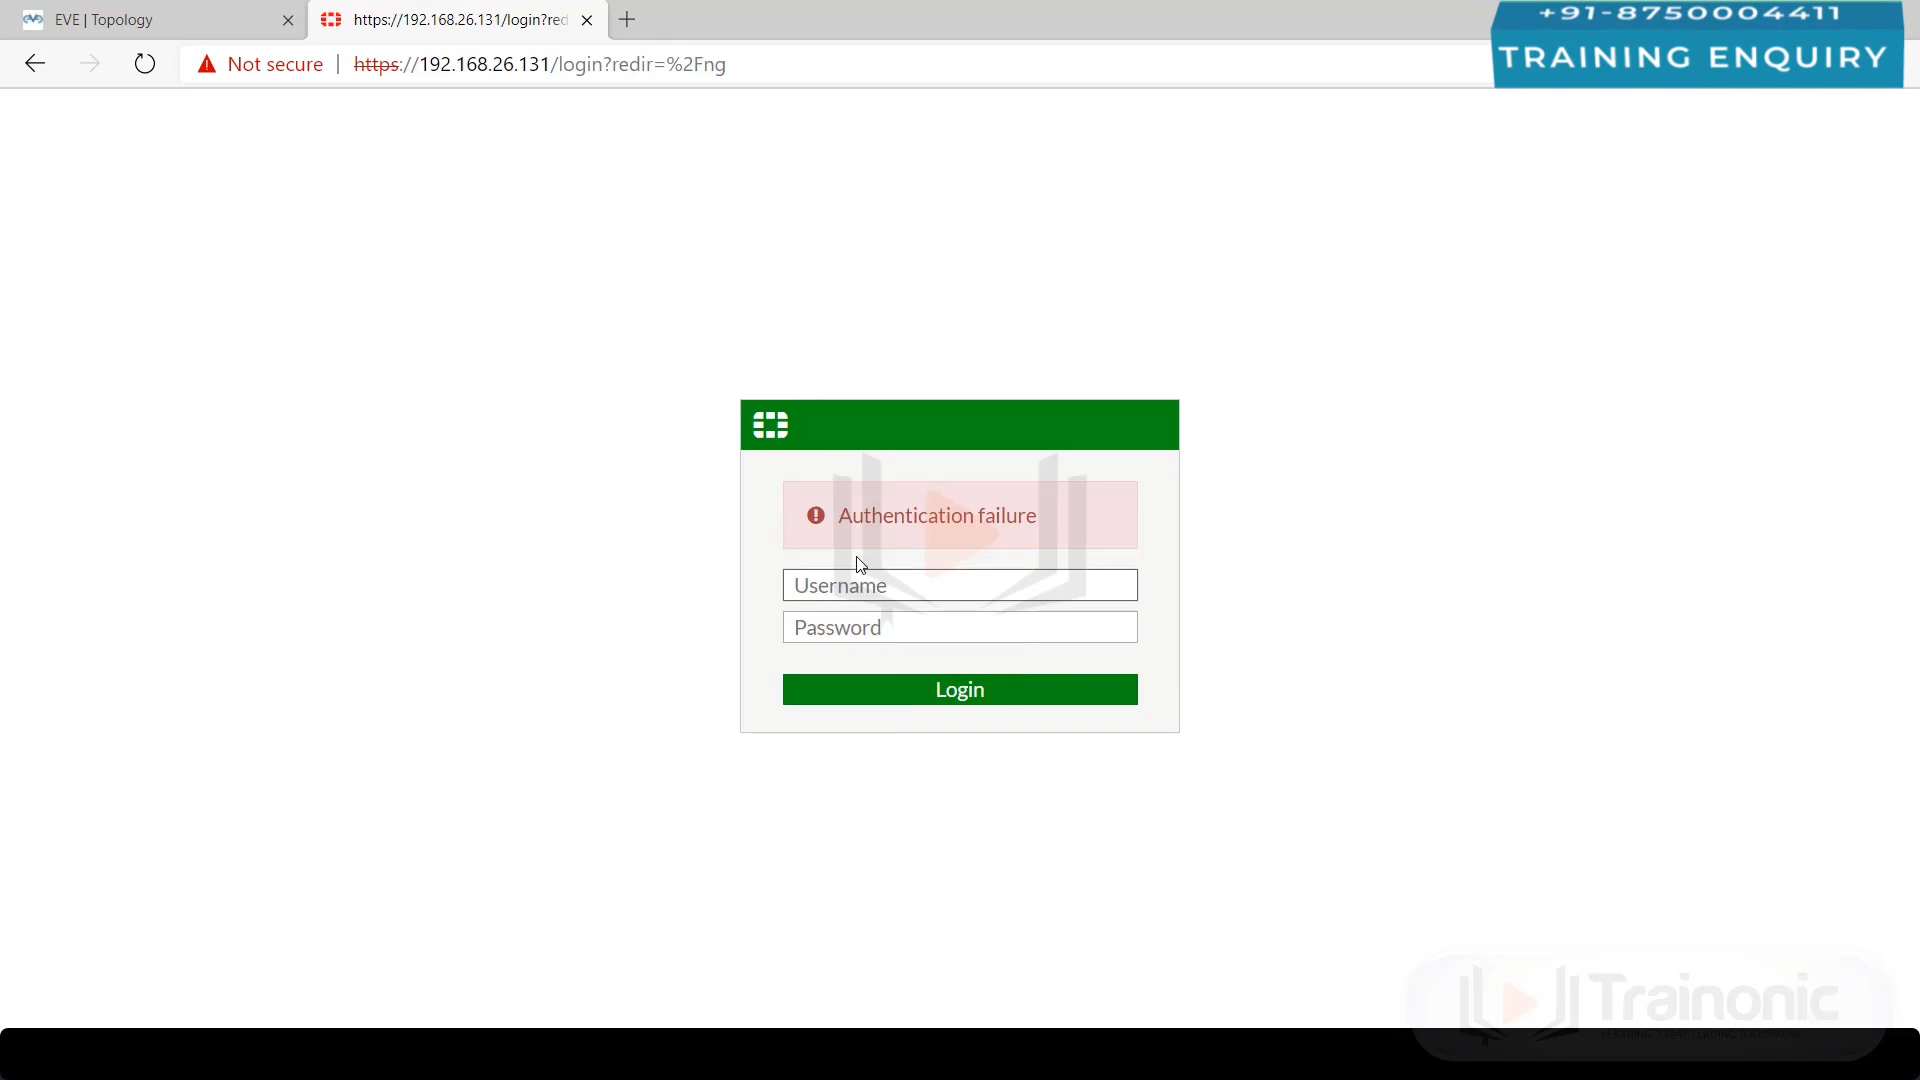 EVE | Topology
https://192.168.26.131/login?red
+91-8750004411
TRAINING ENQUIRY
Not secure | https://192.168.26.131/login?redir=%2Fng
Authentication failure
Username
Password
Login
Trainonic